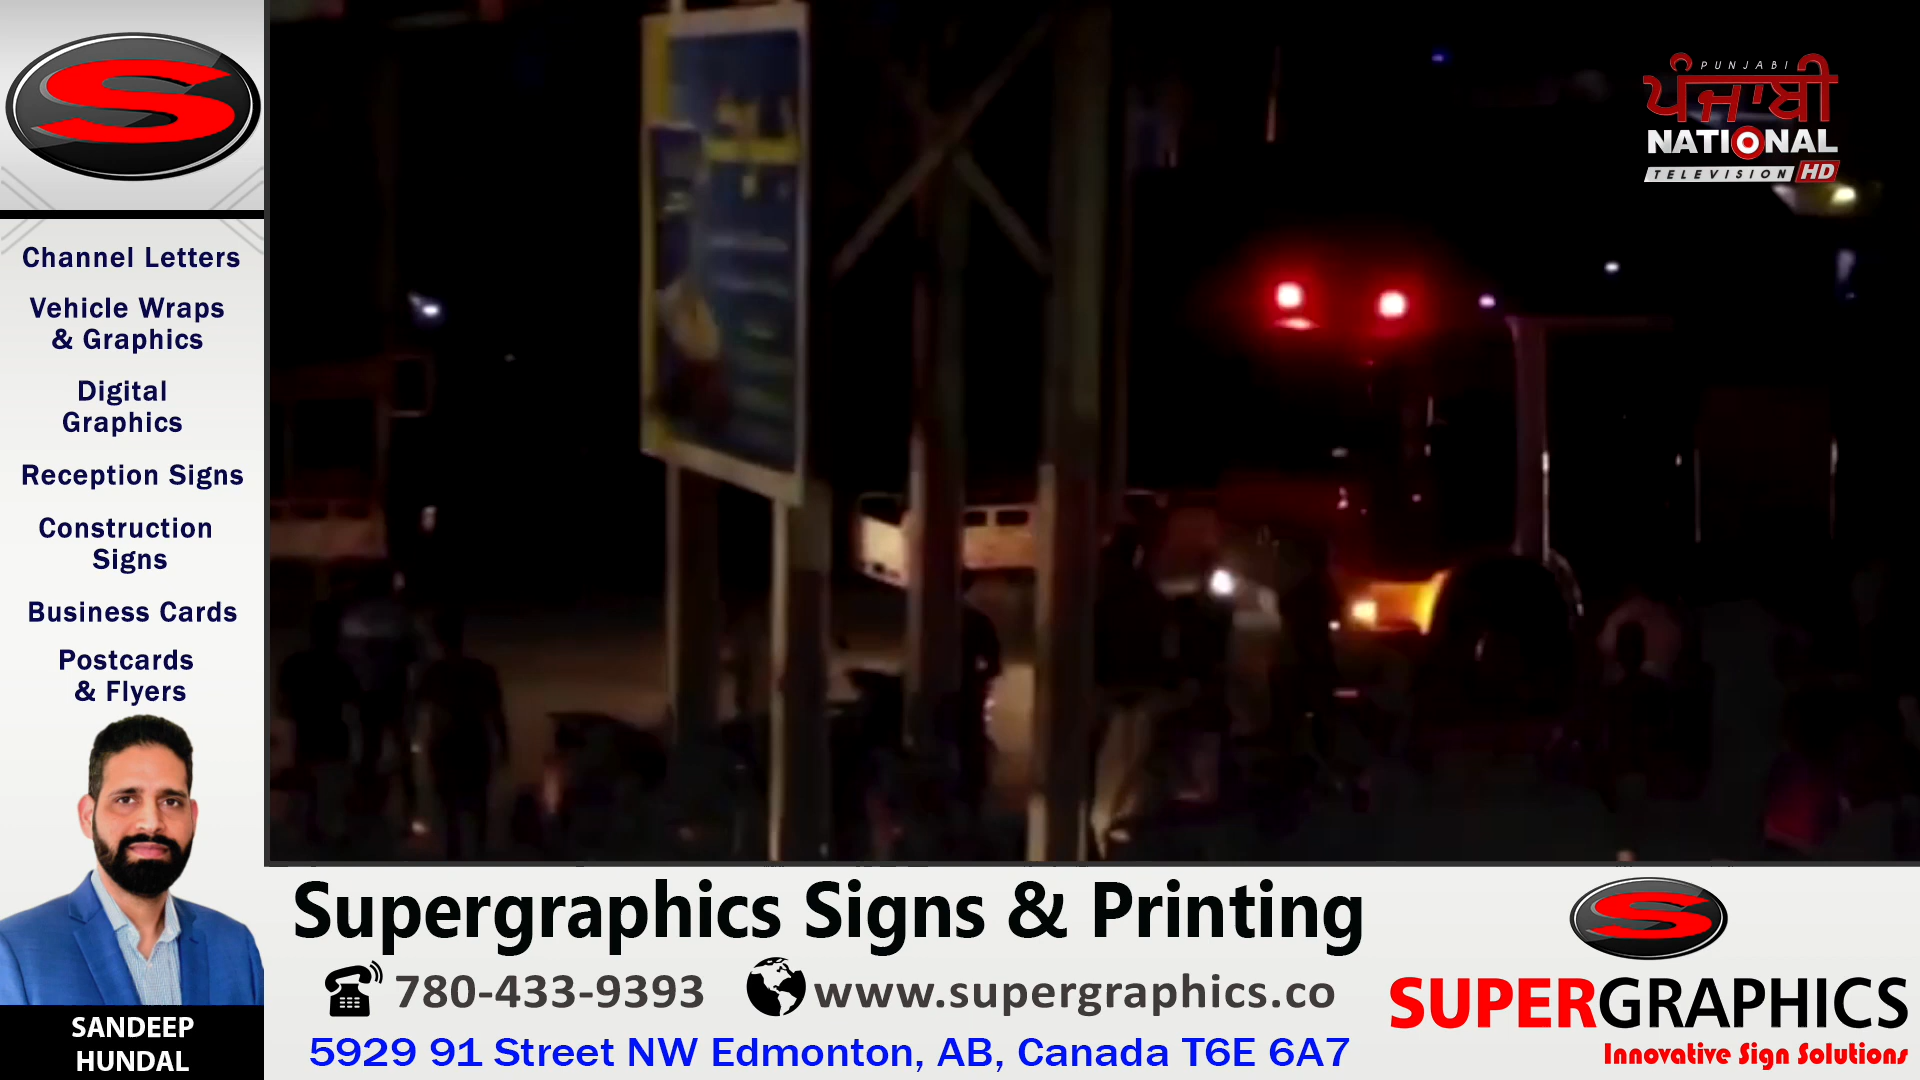 PUNJABI
ਪੰਜਾਬੀ
NATIONAL
TELEVISION HD
Channel Letters
Vehicle Wraps
& Graphics
Digital
Graphics
Reception Signs
Construction
Signs
Business Cards
Postcards
& Flyers
SANDEEP
HUNDAL
Supergraphics Signs & Printing
780-433-9393 www.supergraphics.co
5929 91 Street NW Edmonton, AB, Canada T6E 6A7
SUPERGRAPHICS
Innovative Sign Solutions